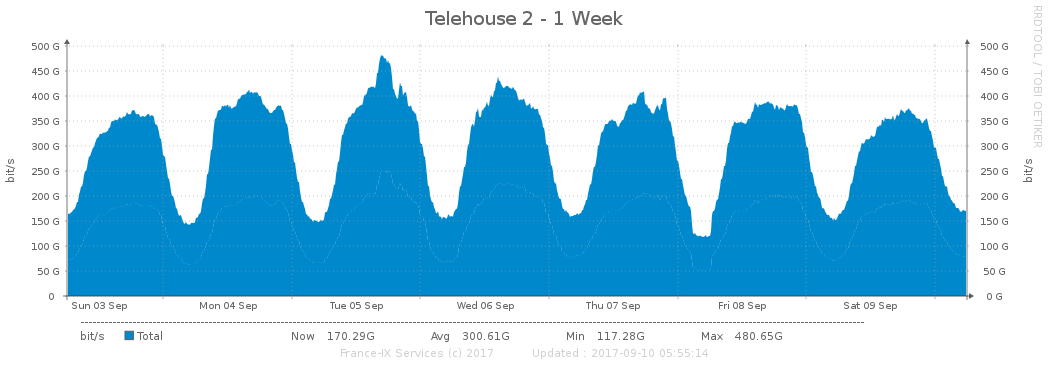 Telehouse 2 - 1 Week
RRDTOOL / TOBI OETIKER
500 G 500 G
450 G 450 G
400 G 400 G
350 G 350 G
300 G 300 G
250 G 250 G
200 G 200 G
150 G 150 G
100 G 100 G
50 G 50 G
0 0 G
bit/s bit/s
Sun 03 Sep Mon 04 Sep Tue 05 Sep Wed 06 Sep Thu 07 Sep Fri 08 Sep Sat 09 Sep
bit/s Total Now 170.29G Avg 300.61G Min 117.28G Max 480.65G
France-IX Services (c) 2017 Updated : 2017-09-10 05:55:14